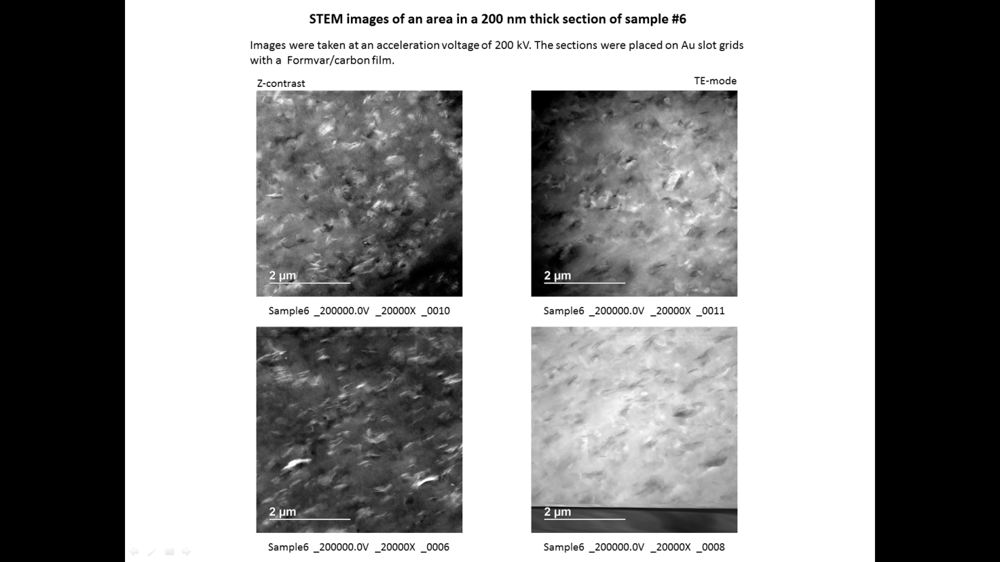 STEM images of an area in a 200 nm thick section of sample #6
Images were taken at an acceleration voltage of 200 kV. The sections were placed on Au slot grids
with a Formvar/carbon film.
Z-contrast
TE-mode
2 μm
2 μm
Sample6 _200000.0V _20000X _0010
Sample6 _200000.0V _20000X _0011
2 μm
2 μm
Sample6 _200000.0V _20000X _0006
Sample6 _200000.0V _20000X _0008